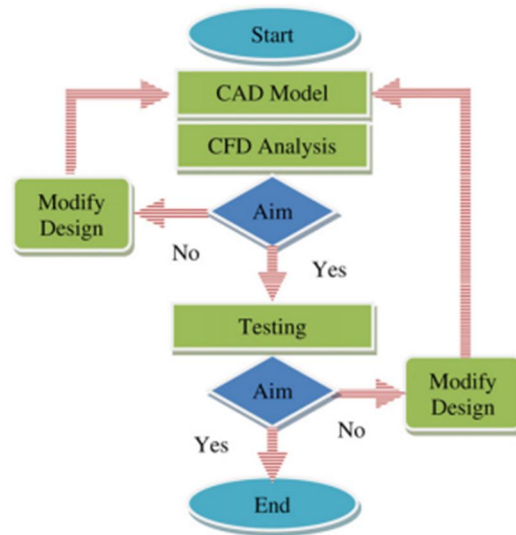 Start
CAD Model
CFD Analysis
Modify
Design
Aim
No
Yes
Testing
Aim
Modify
Design
Yes
No
End